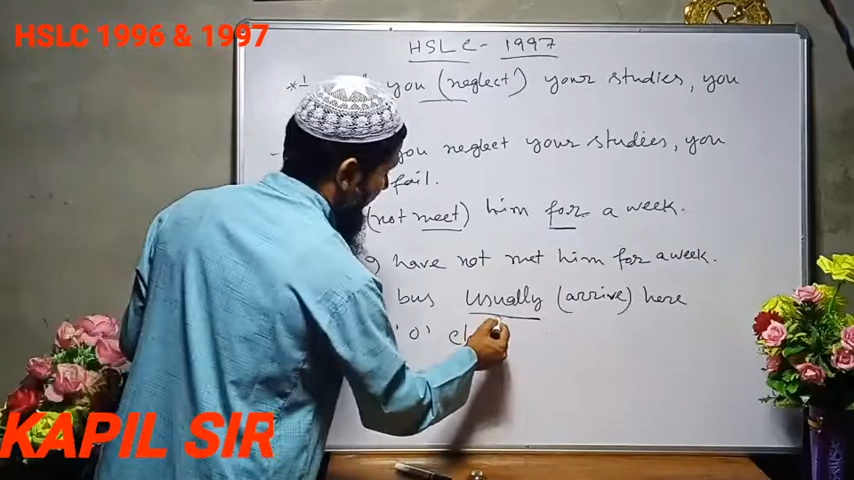 HSLC (1996 & 1997)
HSLC - 1997
*1 you (neglect) your studies, you
you neglect your studies, you
fail.
(not meet) him for a week.
have not met him for a week.
bus usually (arrive) here
'o'
KAPIL SIR